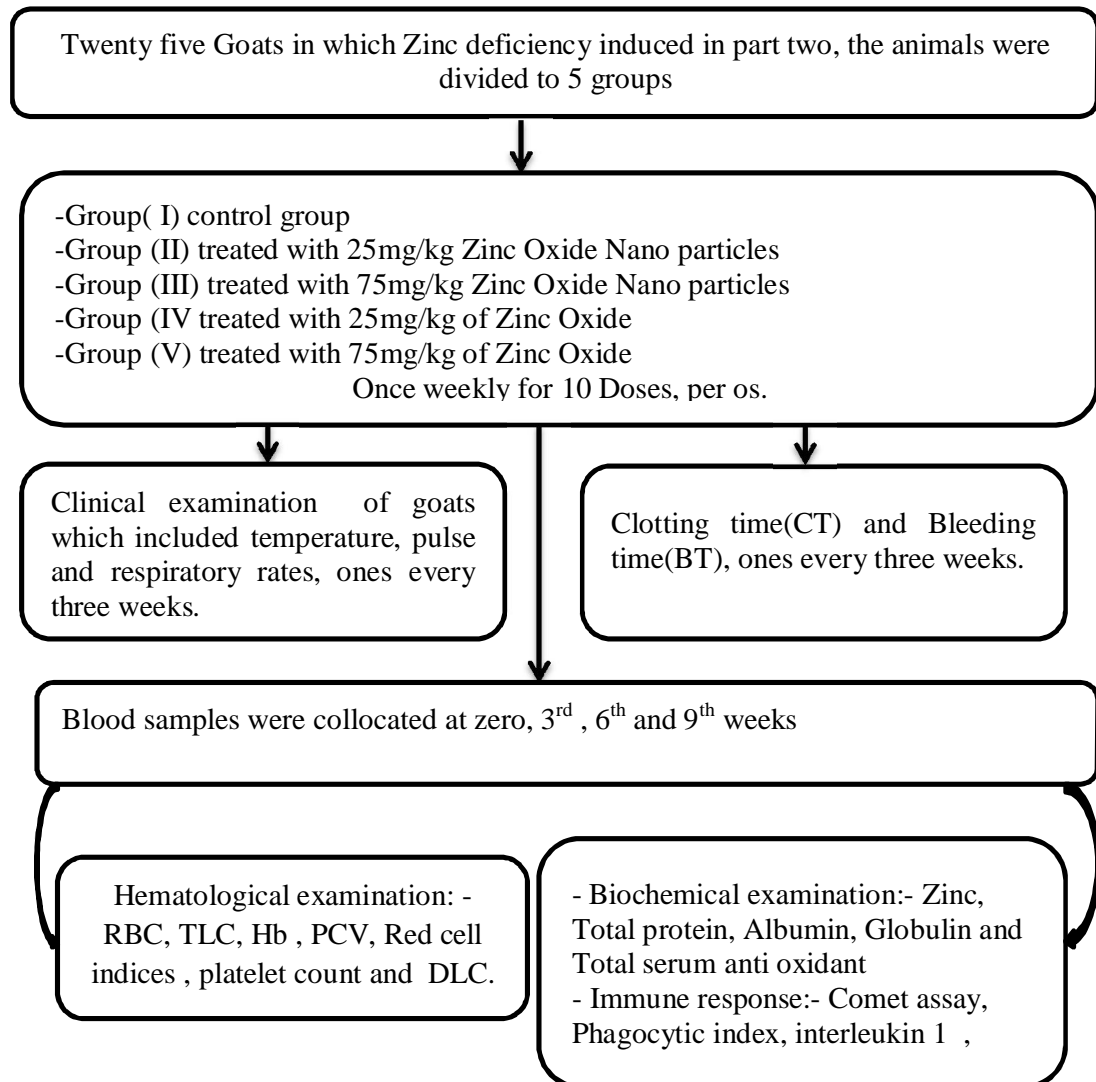 Twenty five Goats in which Zinc deficiency induced in part two, the animals were
divided to 5 groups
-Group( I) control group
-Group (II) treated with 25mg/kg Zinc Oxide Nano particles
-Group (III) treated with 75mg/kg Zinc Oxide Nano particles
-Group (IV treated with 25mg/kg of Zinc Oxide
-Group (V) treated with 75mg/kg of Zinc Oxide
Once weekly for 10 Doses, per os.
Clinical examination of goats
which included temperature, pulse
and respiratory rates, ones every
three weeks.
Clotting time(CT) and Bleeding
time(BT), ones every three weeks.
Blood samples were collocated at zero, 3rd , 6th and 9th weeks
Hematological examination: -
RBC, TLC, Hb , PCV, Red cell
indices , platelet count and DLC.
- Biochemical examination:- Zinc,
Total protein, Albumin, Globulin and
Total serum anti oxidant
- Immune response:- Comet assay,
Phagocytic index, interleukin 1 ,